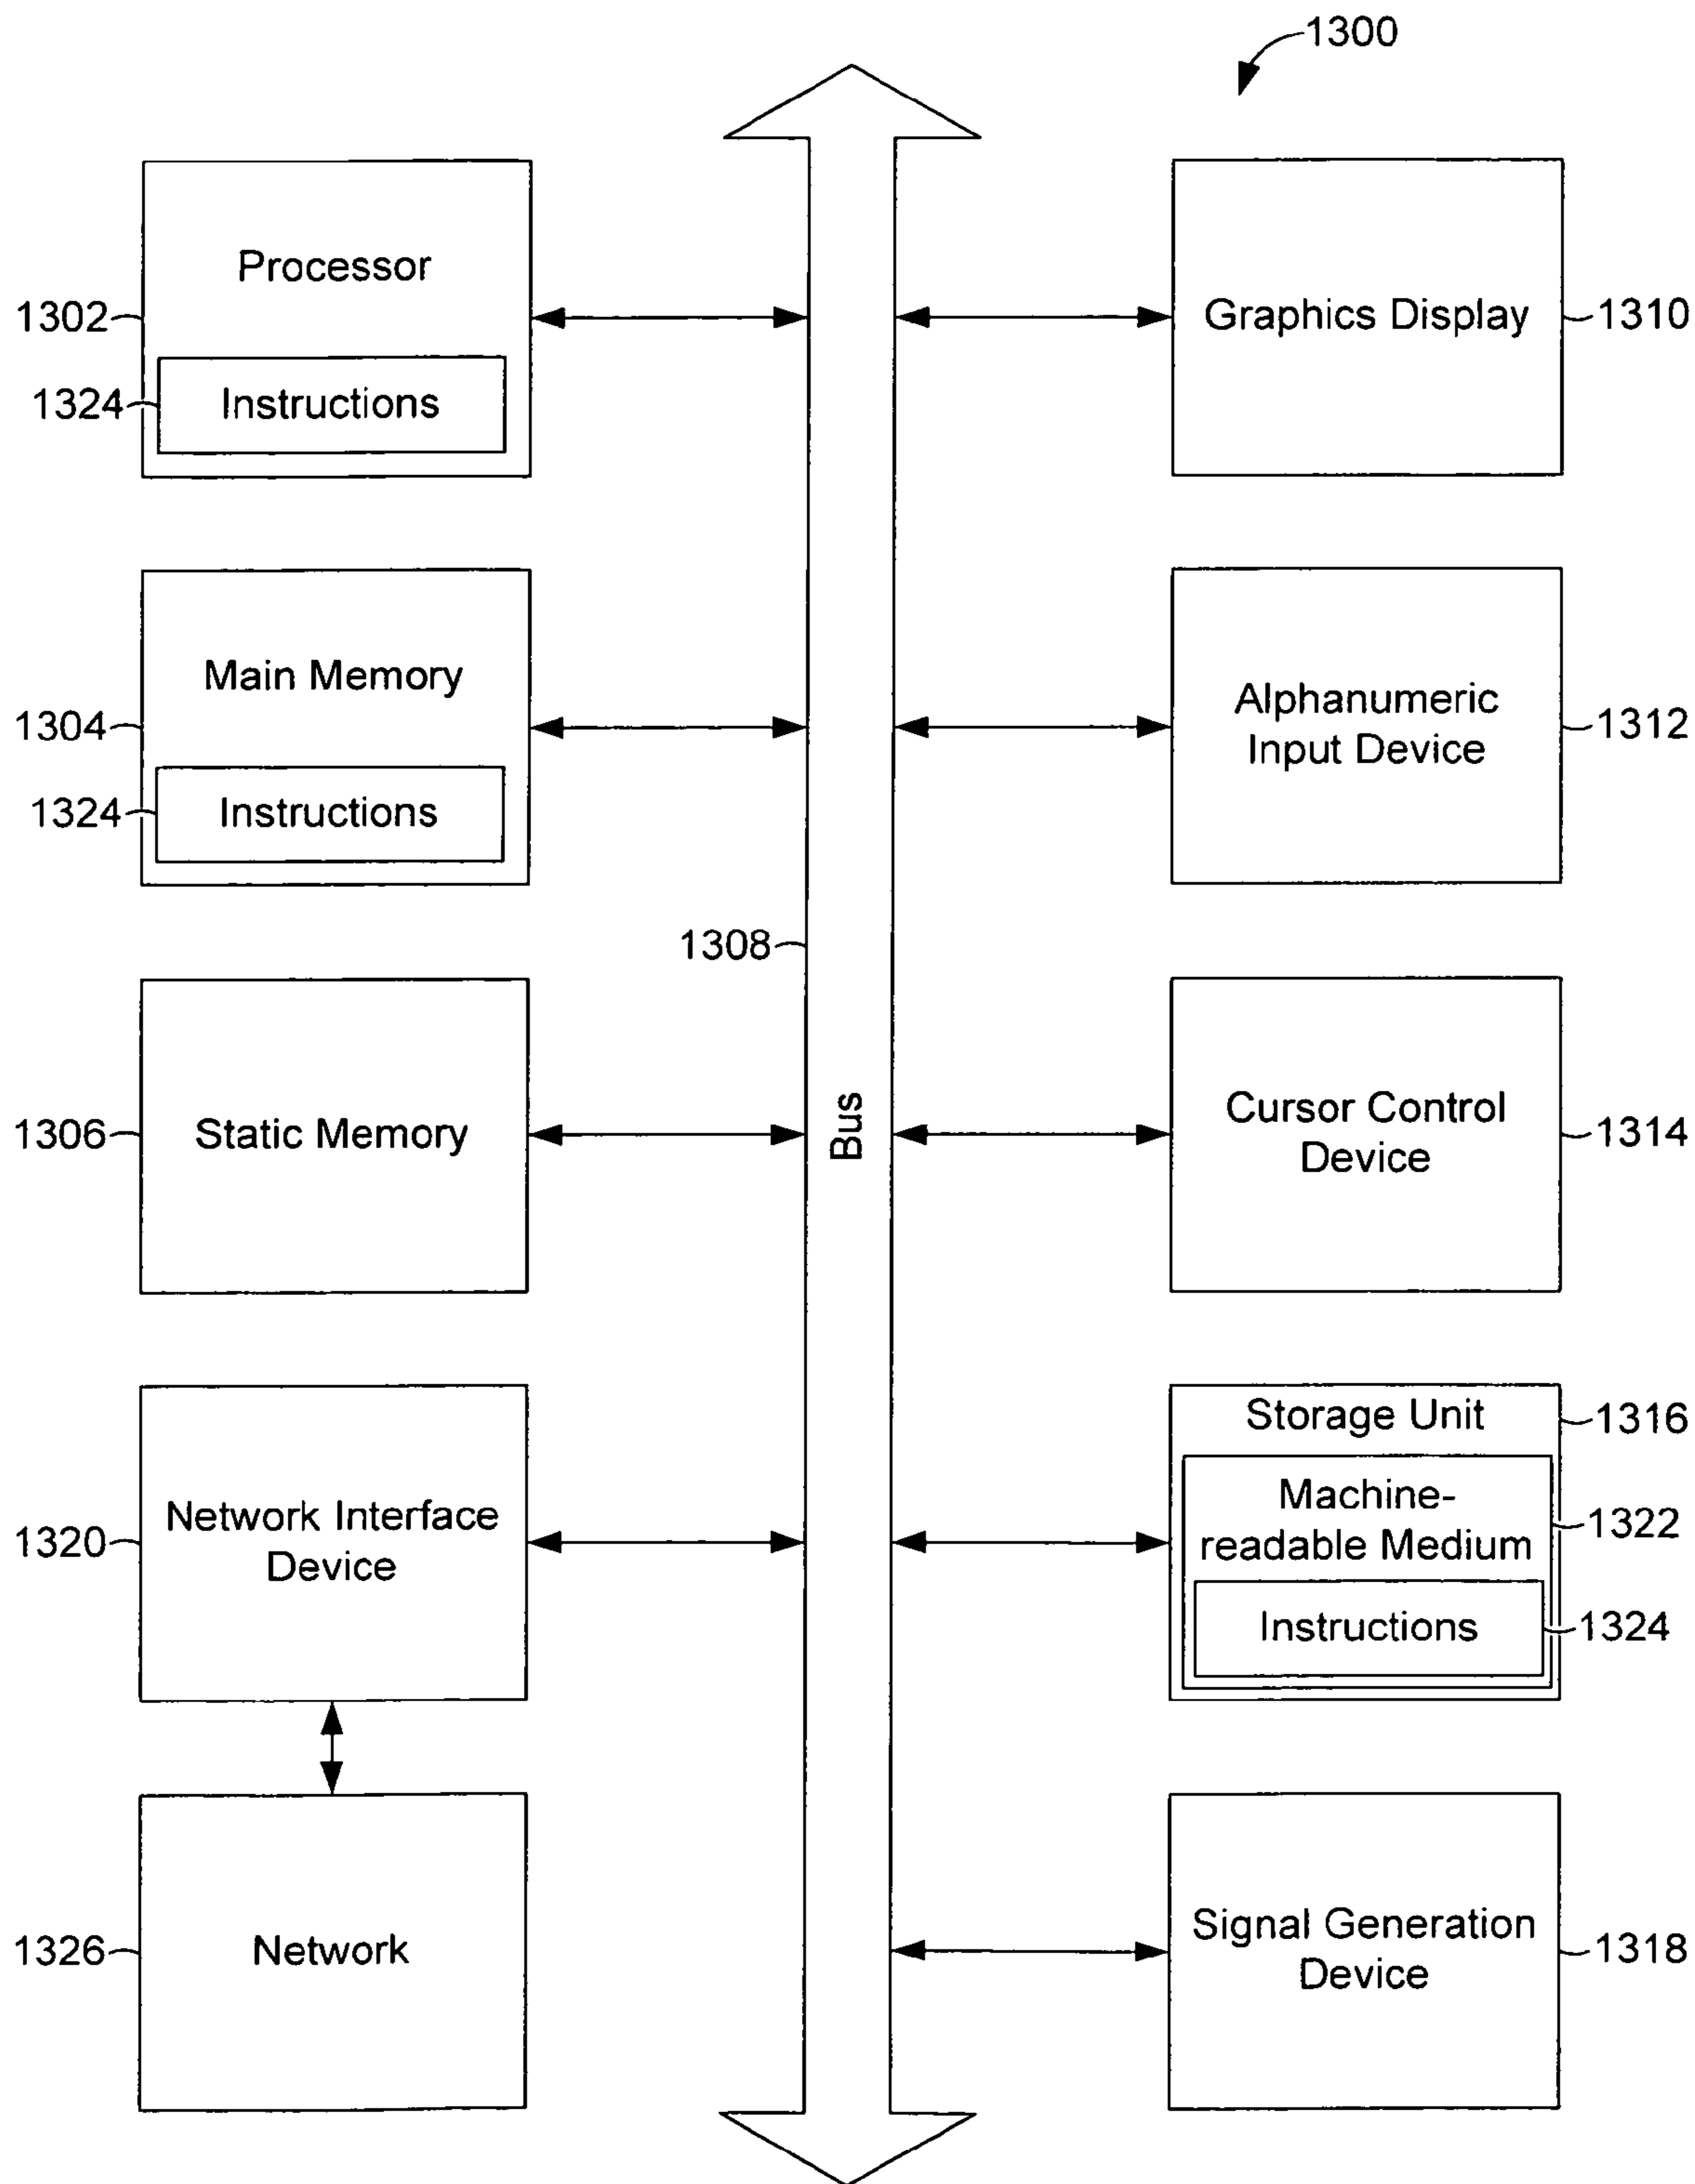 1300
Processor
1302
1324
Instructions
Graphics Display
1310
Main Memory
1304
1324
Instructions
Alphanumeric
Input Device
1312
1308
Bus
Static Memory
1306
Cursor Control
Device
1314
Network Interface
Device
1320
Storage Unit
1316
Machine-
readable Medium
1322
Instructions
1324
Network
1326
Signal Generation
Device
1318